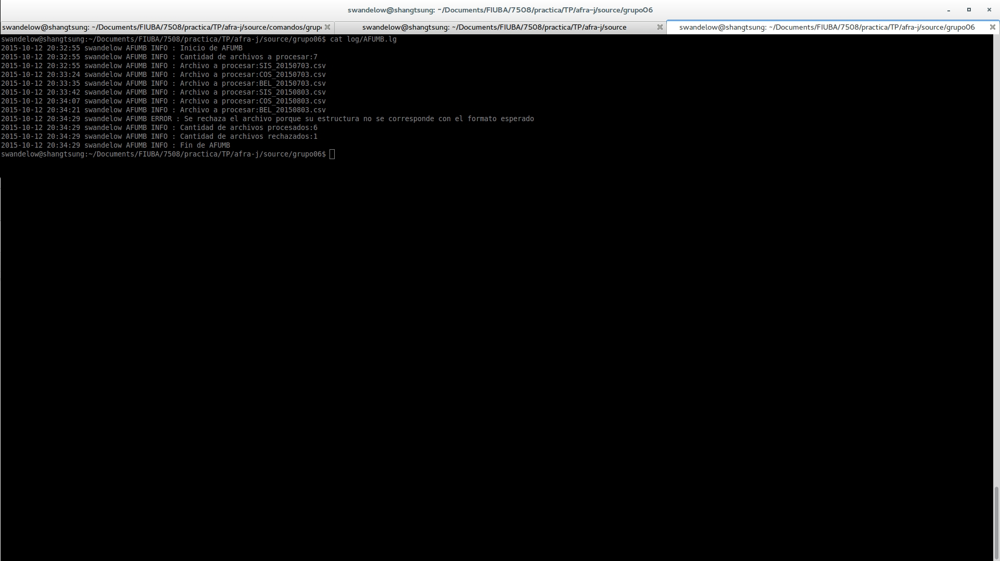 swandelow@shangtsung: ~/Documents/FIUBA/7508/practica/TP/afra-j/source/grupo06
swandelow@shangtsung: ~/Documents/FIUBA/7508/practica/TP/afra-j/source/comandos/grup
swandelow@shangtsung: ~/Documents/FIUBA/7508/practica/TP/afra-j/source
swandelow@shangtsung: ~/Documents/FIUBA/7508/practica/TP/afra-j/source/grupo06
swandelow@shangtsung:~/Documents/FIUBA/7508/practica/TP/afra-j/source/grupo06$ cat log/AFUMB.lg
2015-10-12 20:32:55 swandelow AFUMB INFO : Inicio de AFUMB
2015-10-12 20:32:55 swandelow AFUMB INFO : Cantidad de archivos a procesar:7
2015-10-12 20:32:55 swandelow AFUMB INFO : Archivo a procesar:SIS_20150703.csv
2015-10-12 20:33:24 swandelow AFUMB INFO : Archivo a procesar:COS_20150703.csv
2015-10-12 20:33:35 swandelow AFUMB INFO : Archivo a procesar:BEL_20150703.csv
2015-10-12 20:33:42 swandelow AFUMB INFO : Archivo a procesar:SIS_20150803.csv
2015-10-12 20:34:07 swandelow AFUMB INFO : Archivo a procesar:COS_20150803.csv
2015-10-12 20:34:21 swandelow AFUMB INFO : Archivo a procesar:BEL_20150803.csv
2015-10-12 20:34:29 swandelow AFUMB ERROR : Se rechaza el archivo porque su estructura no se corresponde con el formato esperado
2015-10-12 20:34:29 swandelow AFUMB INFO : Cantidad de archivos procesados:6
2015-10-12 20:34:29 swandelow AFUMB INFO : Cantidad de archivos rechazados:1
2015-10-12 20:34:29 swandelow AFUMB INFO : Fin de AFUMB
swandelow@shangtsung:~/Documents/FIUBA/7508/practica/TP/afra-j/source/grupo06$